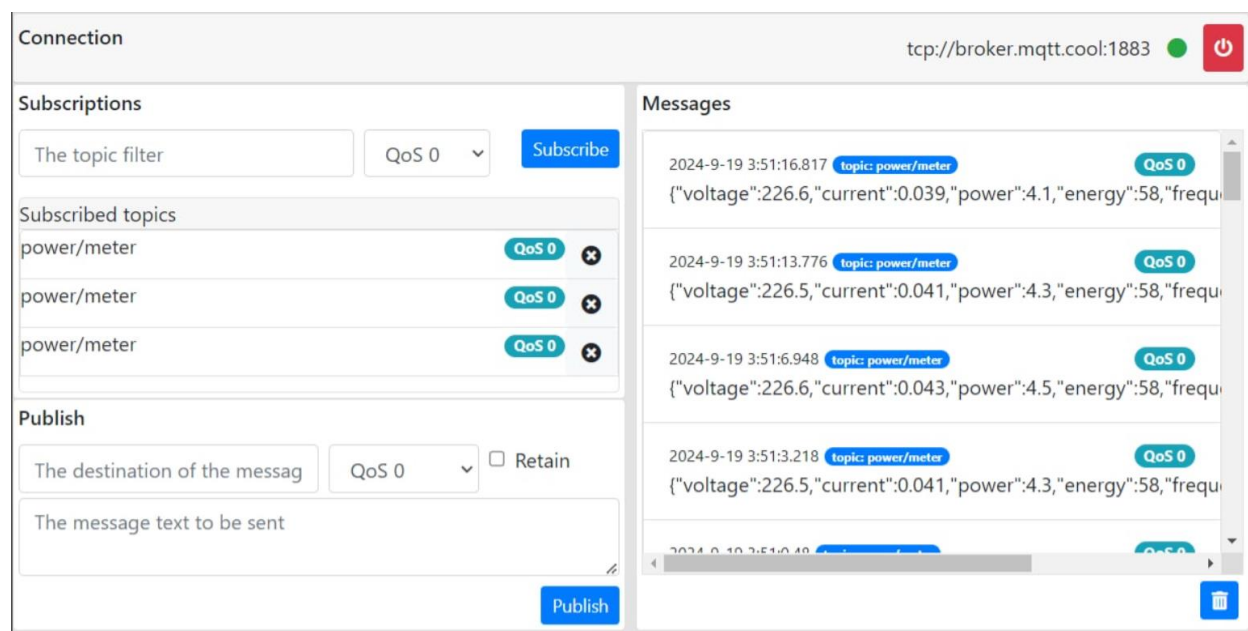 Connection
tcp://broker.mqtt.cool:1883
Subscriptions
The topic filter
QoS 0
Subscribe
Subscribed topics
power/meter QoS 0
power/meter QoS 0
power/meter QoS 0
Publish
The destination of the messag
QoS 0
Retain
The message text to be sent
Publish
Messages
2024-9-19 3:51:16.817 topic: power/meter QoS 0
{"voltage":226.6,"current":0.039,"power":4.1,"energy":58,"frequ
2024-9-19 3:51:13.776 topic: power/meter QoS 0
{"voltage":226.5,"current":0.041,"power":4.3,"energy":58,"frequ
2024-9-19 3:51:6.948 topic: power/meter QoS 0
{"voltage":226.6,"current":0.043,"power":4.5,"energy":58,"frequ
2024-9-19 3:51:3.218 topic: power/meter QoS 0
{"voltage":226.5,"current":0.041,"power":4.3,"energy":58,"frequ